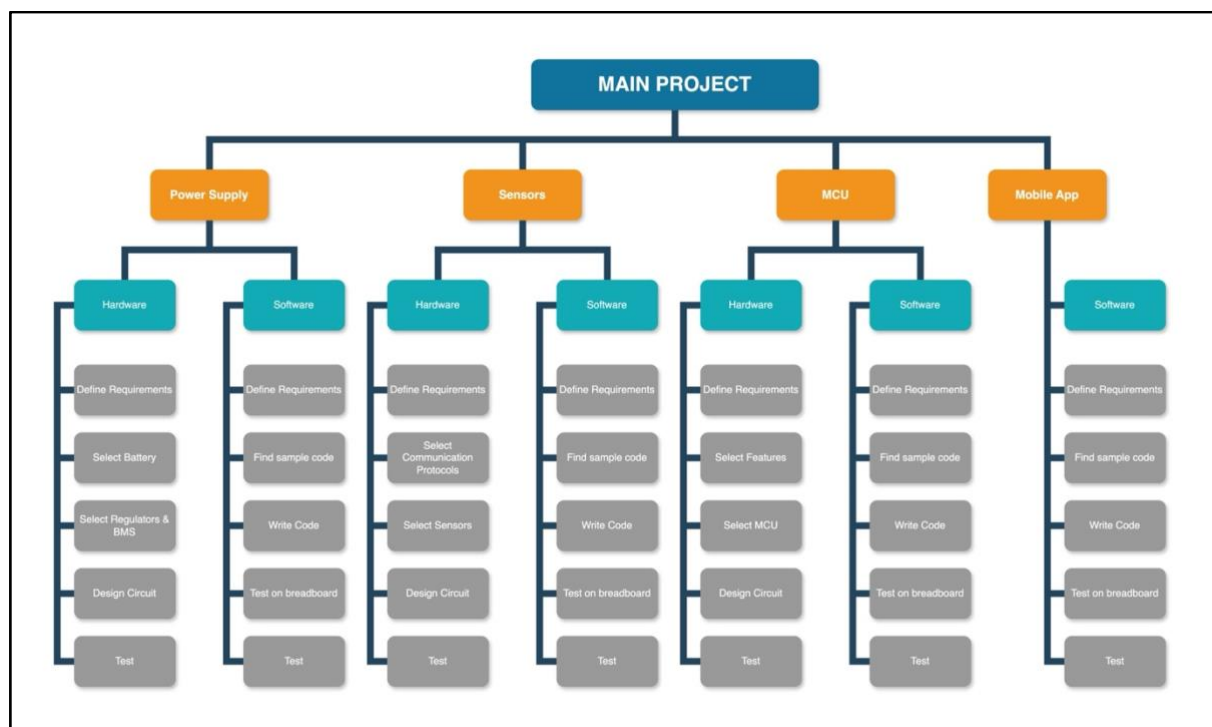 MAIN PROJECT
Power Supply
Sensors
MCU
Mobile App
Hardware
Software
Hardware
Software
Hardware
Software
Software
Define Requirements
Define Requirements
Define Requirements
Define Requirements
Define Requirements
Define Requirements
Define Requirements
Select Battery
Find sample code
Select
Communication
Protocols
Find sample code
Select Features
Find sample code
Find sample code
Select Regulators &
BMS
Write Code
Select Sensors
Write Code
Select MCU
Write Code
Write Code
Design Circuit
Test on breadboard
Design Circuit
Test on breadboard
Design Circuit
Test on breadboard
Test on breadboard
Test
Test
Test
Test
Test
Test
Test